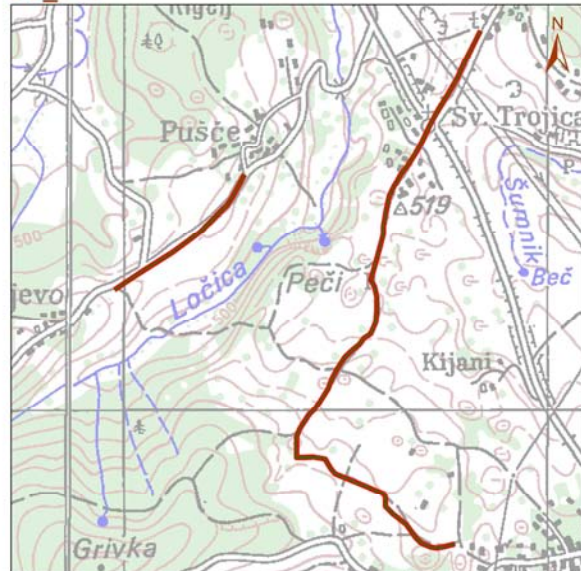 N
Pušče
Sv. Trojica
519
Šumnik
Ločica
Peči
Beč
jevo
Kijani
Grivka
500